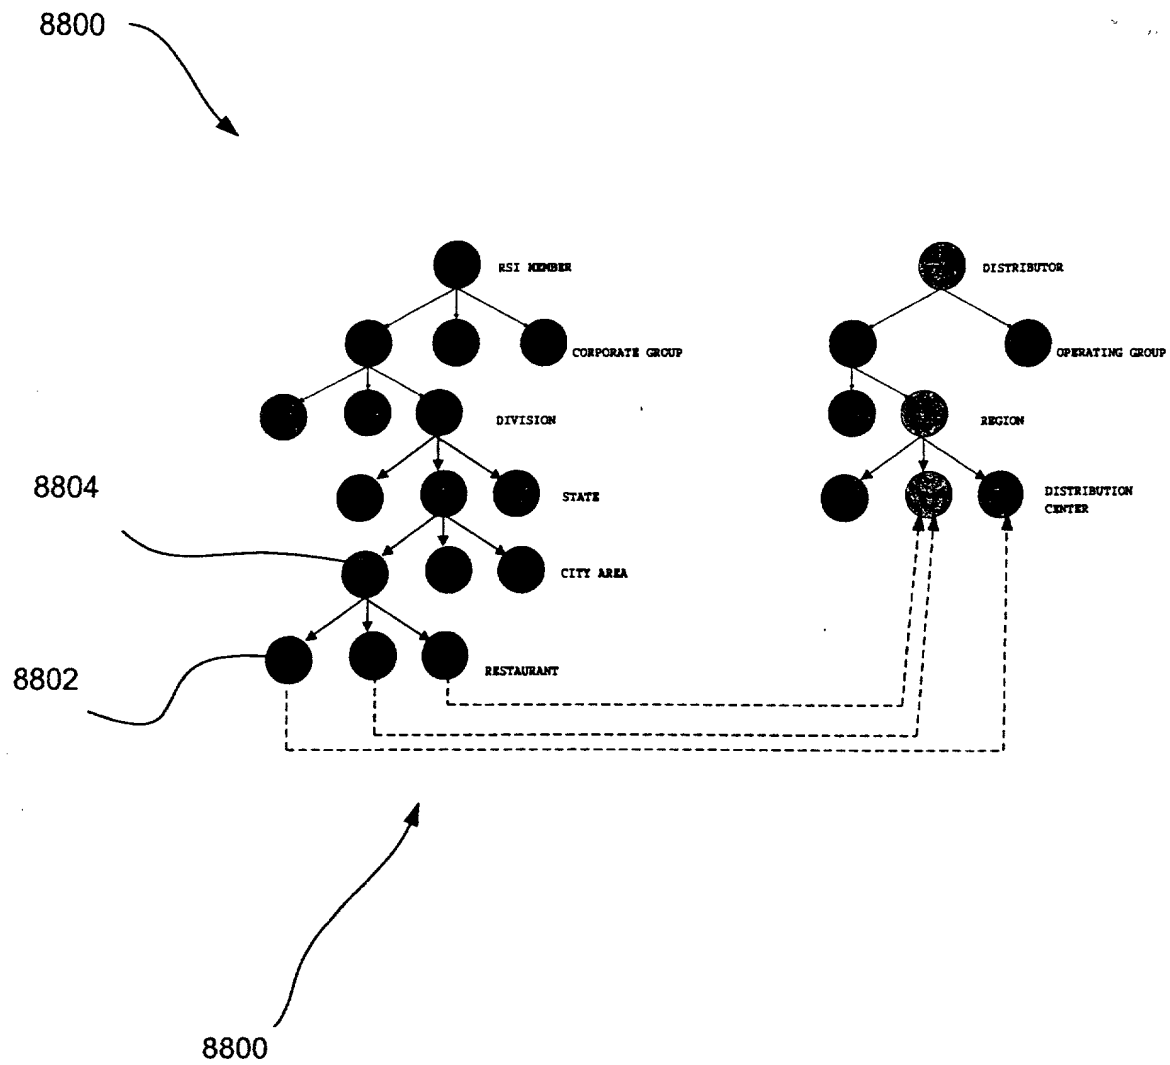 8800
RSI MEMBER
DISTRIBUTOR
CORPORATE GROUP
OPERATING GROUP
DIVISION
REGION
8804
STATE
DISTRIBUTION
CENTER
CITY AREA
8802
RESTAURANT
8800